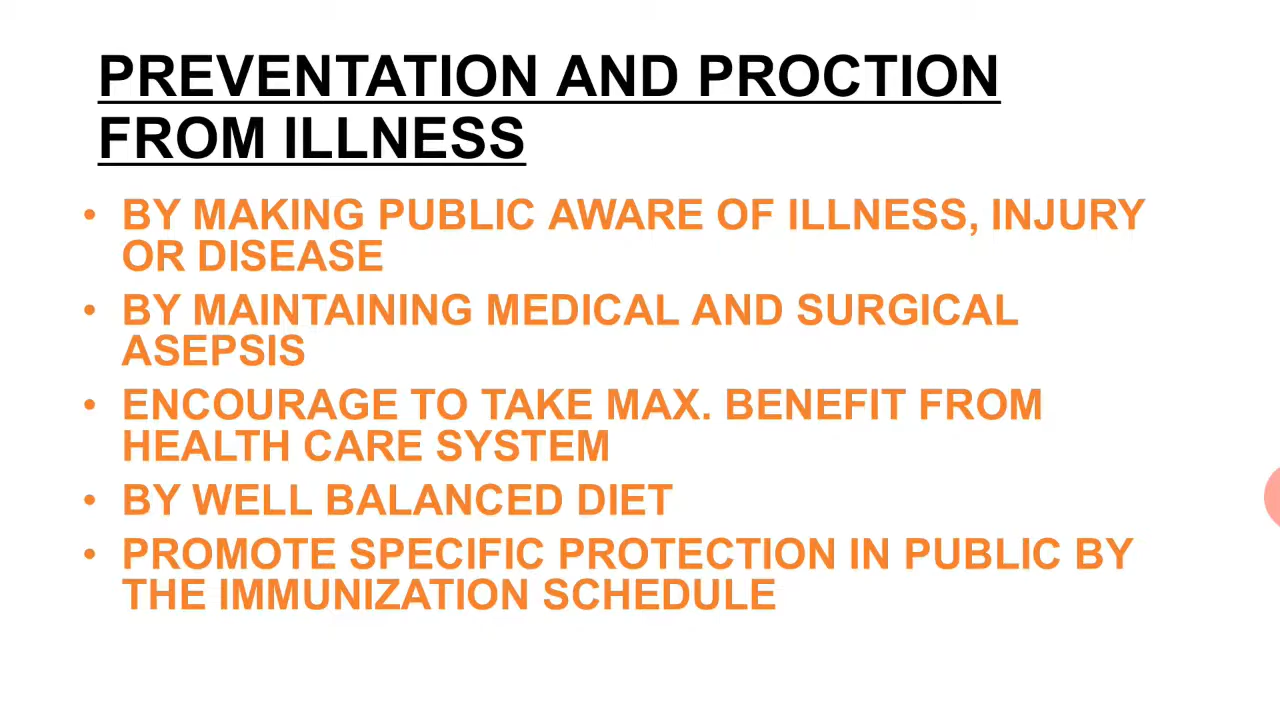 PREVENTATION AND PROCTION
FROM ILLNESS
• BY MAKING PUBLIC AWARE OF ILLNESS, INJURY
OR DISEASE
• BY MAINTAINING MEDICAL AND SURGICAL
ASEPSIS
• ENCOURAGE TO TAKE MAX. BENEFIT FROM
HEALTH CARE SYSTEM
• BY WELL BALANCED DIET
• PROMOTE SPECIFIC PROTECTION IN PUBLIC BY
THE IMMUNIZATION SCHEDULE